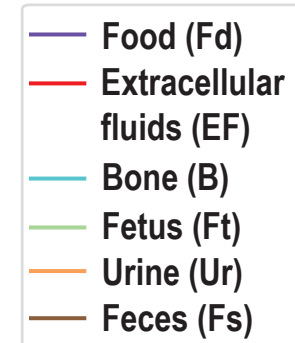 Food (Fd)
Extracellular
fluids (EF)
Bone (B)
Fetus (Ft)
Urine (Ur)
Feces (Fs)